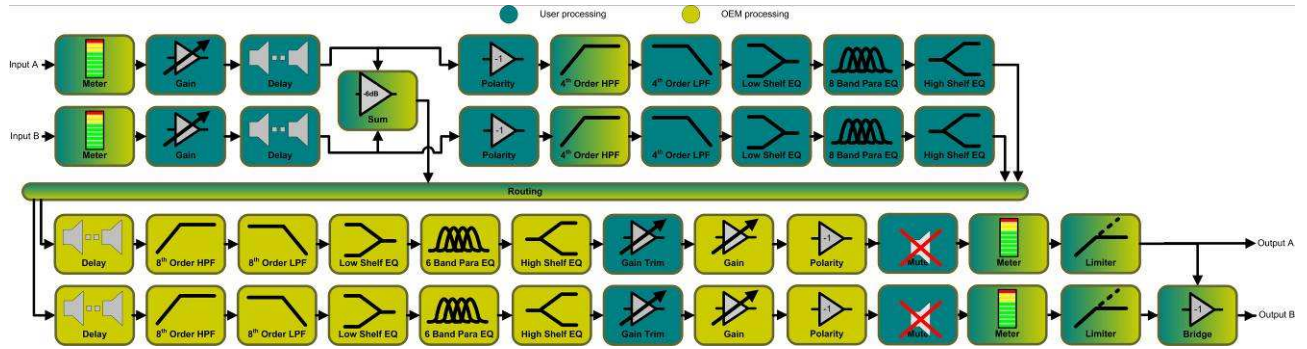 User processing
OEM processing
Input A
Meter
Gain
Delay
Polarity
4th Order HPF
4th Order LPF
Low Shelf EQ
8 Band Para EQ
High Shelf EQ
-1
-6dB
Sum
Input B
Meter
Gain
Delay
Polarity
4th Order HPF
4th Order LPF
Low Shelf EQ
8 Band Para EQ
High Shelf EQ
-1
Routing
Delay
8th Order HPF
8th Order LPF
Low Shelf EQ
6 Band Para EQ
High Shelf EQ
Gain Trim
Gain
-1
Polarity
Mute
Meter
Limiter
Output A
Delay
8th Order HPF
8th Order LPF
Low Shelf EQ
6 Band Para EQ
High Shelf EQ
Gain Trim
Gain
-1
Polarity
Mute
Meter
Limiter
-1
Bridge
Output B